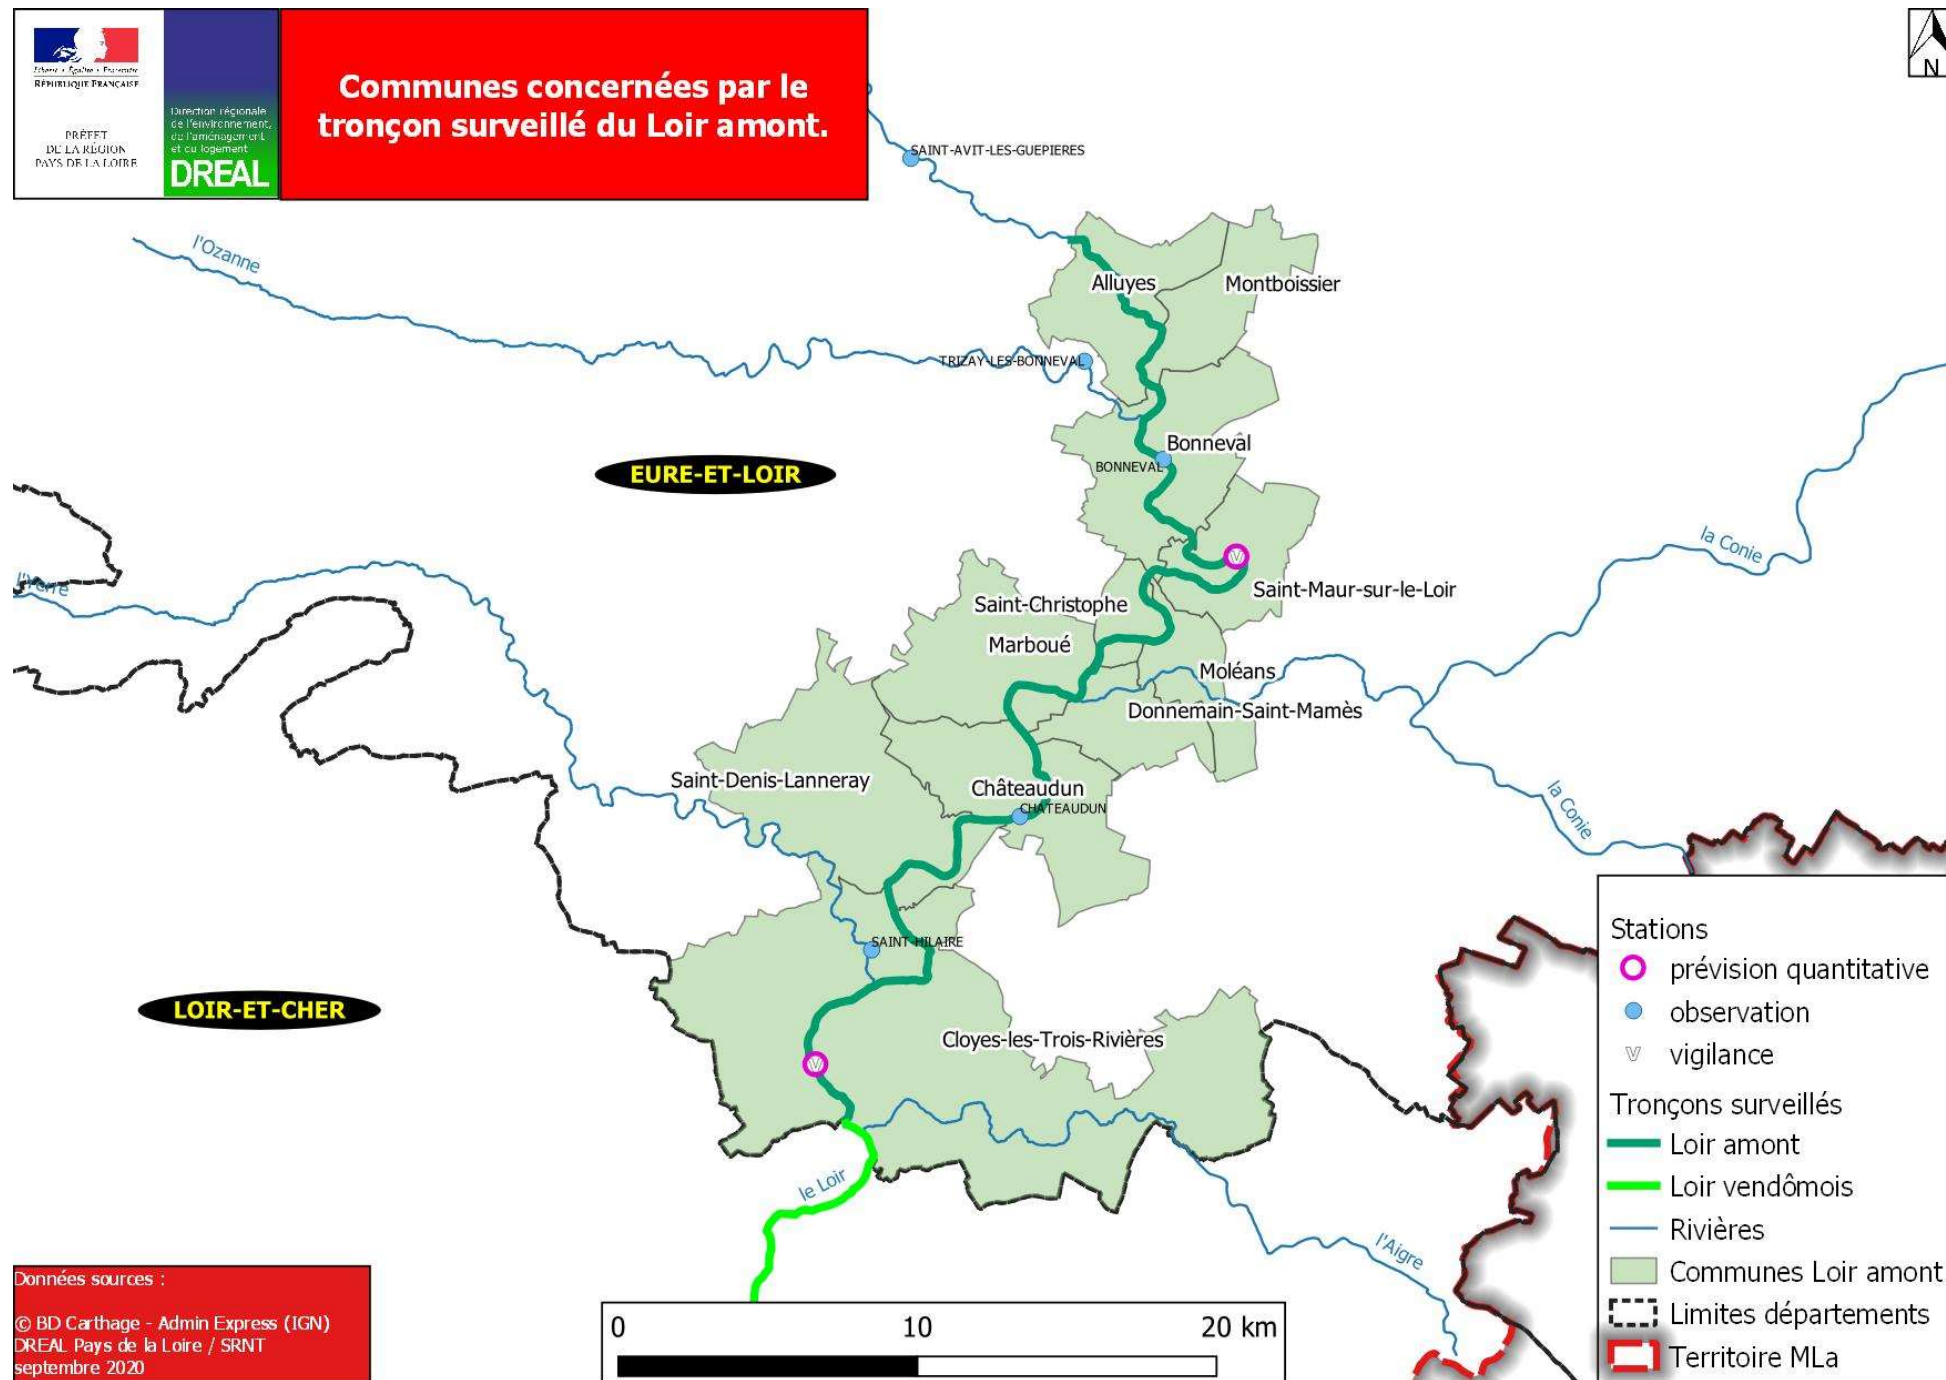 Liberté • Égalité • Fraternité
RÉPUBLIQUE FRANÇAISE
PRÉFET
DE LA RÉGION
PAYS DE LA LOIRE
Direction régionale
de l'environnement,
de l'aménagement
et du logement
DREAL
Communes concernées par le
tronçon surveillé du Loir amont.
N
SAINT-AVIT-LES-GUEPIERES
l'Ozanne
Alluyes
Montboissier
TRIZAY-LES-BONNEVAL
Bonneval
BONNEVAL
EURE-ET-LOIR
la Conie
l'Yerre
Saint-Maur-sur-le-Loir
Saint-Christophe
Marboué
Moléans
Donnemain-Saint-Mamès
Saint-Denis-Lanneray
Châteaudun
CHATEAUDUN
la Conie
SAINT-HILAIRE
LOIR-ET-CHER
Cloyes-les-Trois-Rivières
le Loir
l'Aigre
Stations
prévision quantitative
observation
V vigilance
Tronçons surveillés
Loir amont
Loir vendômois
Rivières
Communes Loir amont
Limites départements
Territoire MLa
Données sources :
© BD Carthage - Admin Express (IGN)
DREAL Pays de la Loire / SRNT
septembre 2020
0 10 20 km